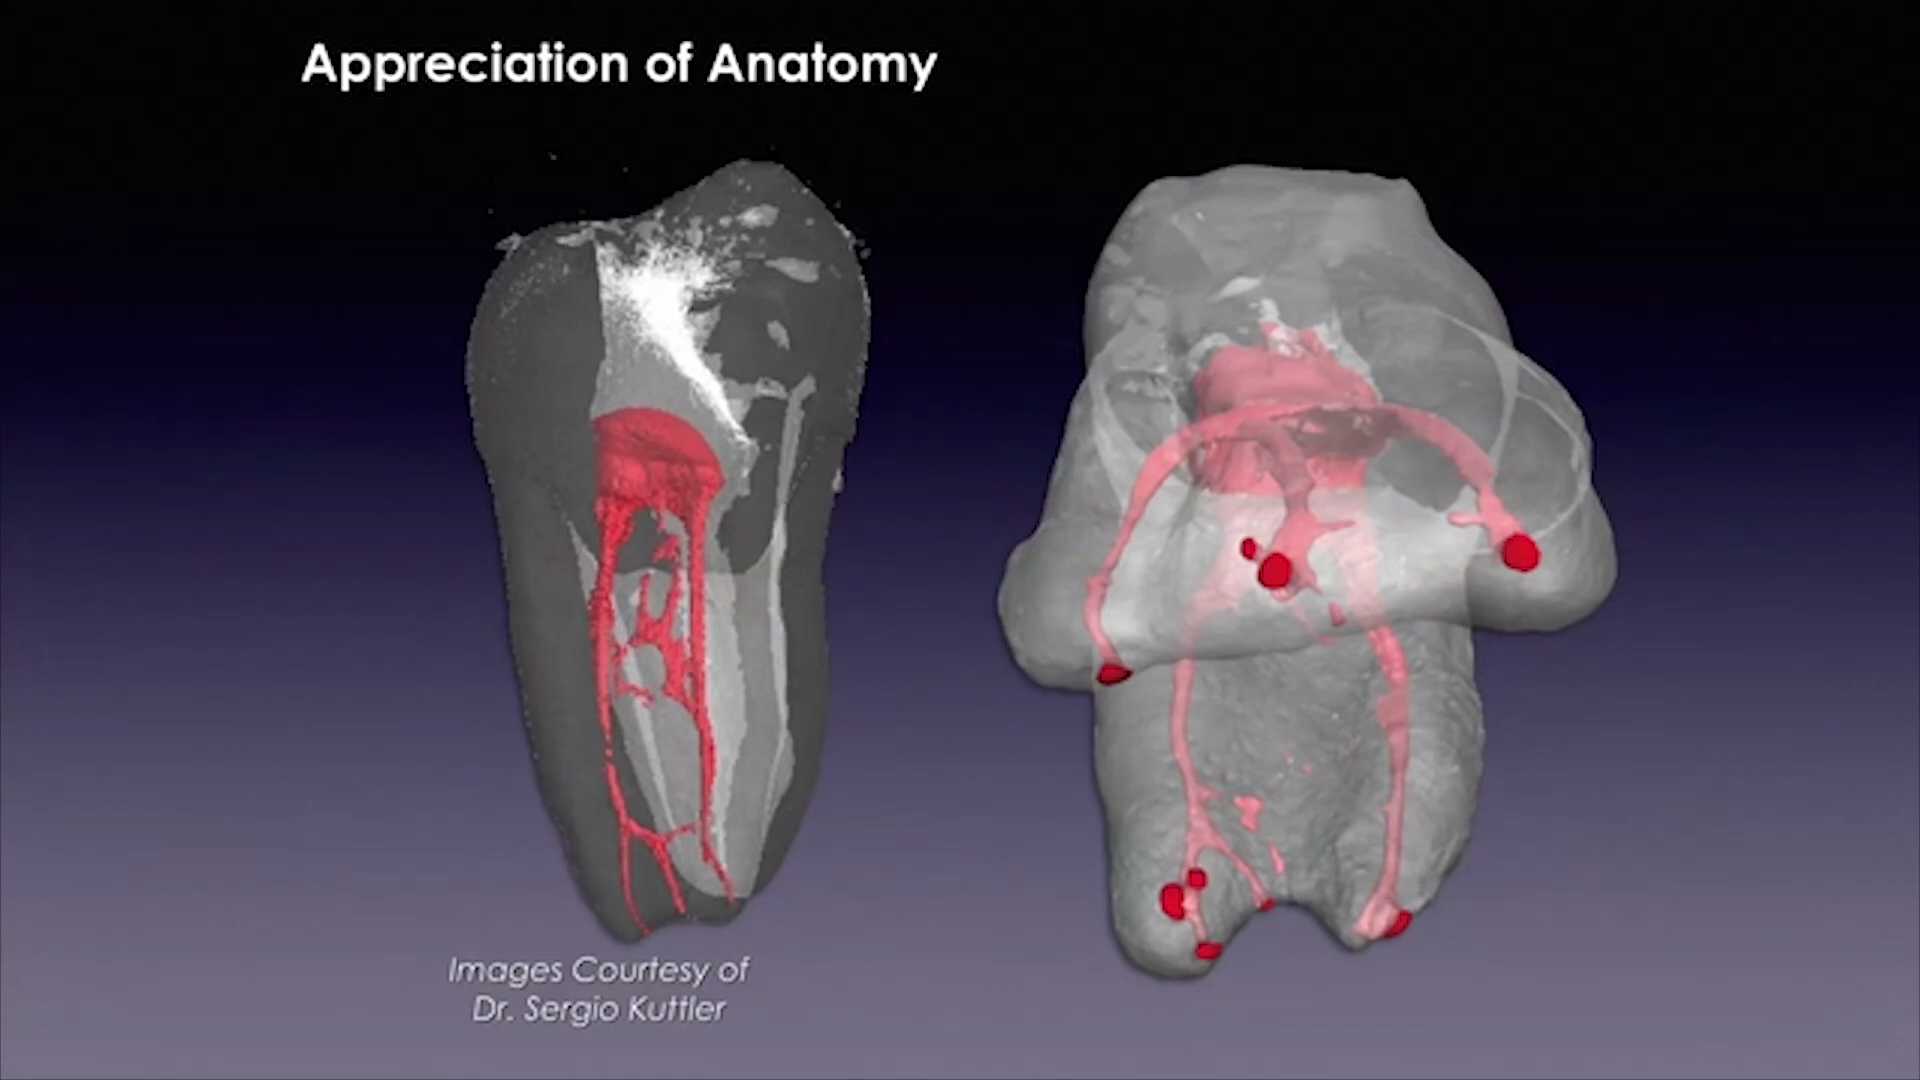 Appreciation of Anatomy
Images Courtesy of
Dr. Sergio Kuttler